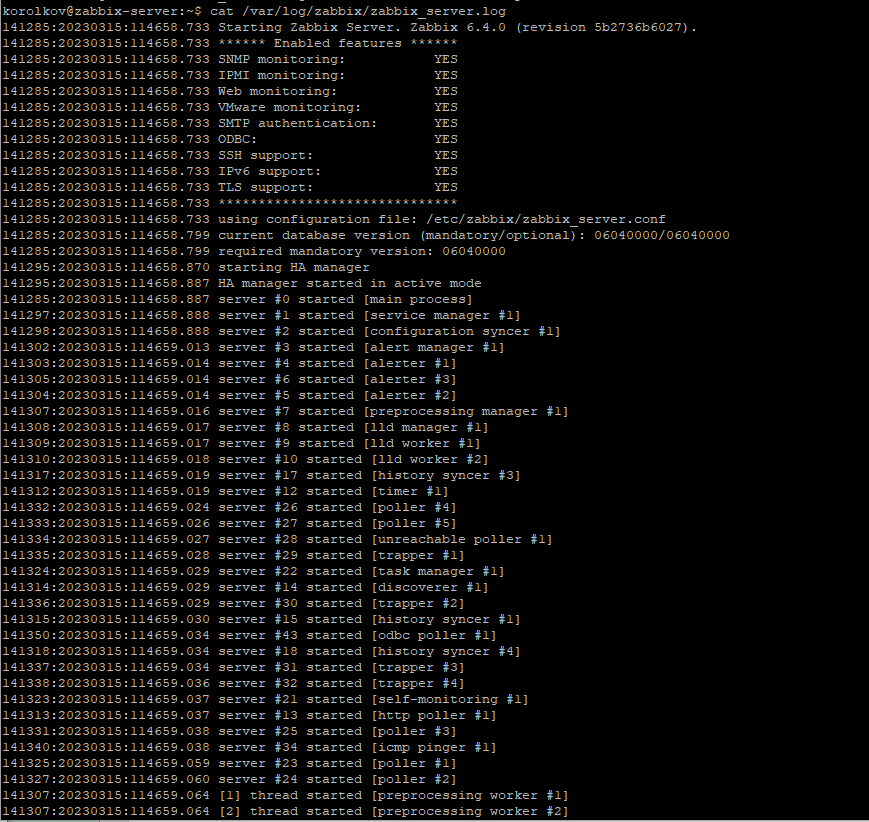 korolkov@zabbix-server:~$ cat /var/log/zabbix/zabbix_server.log
141285:20230315:114658.733 Starting Zabbix Server. Zabbix 6.4.0 (revision 5b2736b6027).
141285:20230315:114658.733 ****** Enabled features ******
141285:20230315:114658.733 SNMP monitoring:           YES
141285:20230315:114658.733 IPMI monitoring:           YES
141285:20230315:114658.733 Web monitoring:            YES
141285:20230315:114658.733 VMware monitoring:         YES
141285:20230315:114658.733 SMTP authentication:       YES
141285:20230315:114658.733 ODBC:                      YES
141285:20230315:114658.733 SSH support:               YES
141285:20230315:114658.733 IPv6 support:              YES
141285:20230315:114658.733 TLS support:               YES
141285:20230315:114658.733 ******************************
141285:20230315:114658.733 using configuration file: /etc/zabbix/zabbix_server.conf
141285:20230315:114658.799 current database version (mandatory/optional): 06040000/06040000
141285:20230315:114658.799 required mandatory version: 06040000
141295:20230315:114658.870 starting HA manager
141295:20230315:114658.887 HA manager started in active mode
141285:20230315:114658.887 server #0 started [main process]
141297:20230315:114658.888 server #1 started [service manager #1]
141298:20230315:114658.888 server #2 started [configuration syncer #1]
141302:20230315:114659.013 server #3 started [alert manager #1]
141303:20230315:114659.014 server #4 started [alerter #1]
141305:20230315:114659.014 server #6 started [alerter #3]
141304:20230315:114659.014 server #5 started [alerter #2]
141307:20230315:114659.016 server #7 started [preprocessing manager #1]
141308:20230315:114659.017 server #8 started [lld manager #1]
141309:20230315:114659.017 server #9 started [lld worker #1]
141310:20230315:114659.018 server #10 started [lld worker #2]
141317:20230315:114659.019 server #17 started [history syncer #3]
141312:20230315:114659.019 server #12 started [timer #1]
141332:20230315:114659.024 server #26 started [poller #4]
141333:20230315:114659.026 server #27 started [poller #5]
141334:20230315:114659.027 server #28 started [unreachable poller #1]
141335:20230315:114659.028 server #29 started [trapper #1]
141324:20230315:114659.029 server #22 started [task manager #1]
141314:20230315:114659.029 server #14 started [discoverer #1]
141336:20230315:114659.029 server #30 started [trapper #2]
141315:20230315:114659.030 server #15 started [history syncer #1]
141350:20230315:114659.034 server #43 started [odbc poller #1]
141318:20230315:114659.034 server #18 started [history syncer #4]
141337:20230315:114659.034 server #31 started [trapper #3]
141338:20230315:114659.036 server #32 started [trapper #4]
141323:20230315:114659.037 server #21 started [self-monitoring #1]
141313:20230315:114659.037 server #13 started [http poller #1]
141331:20230315:114659.038 server #25 started [poller #3]
141340:20230315:114659.038 server #34 started [icmp pinger #1]
141325:20230315:114659.059 server #23 started [poller #1]
141327:20230315:114659.060 server #24 started [poller #2]
141307:20230315:114659.064 [1] thread started [preprocessing worker #1]
141307:20230315:114659.064 [2] thread started [preprocessing worker #2]